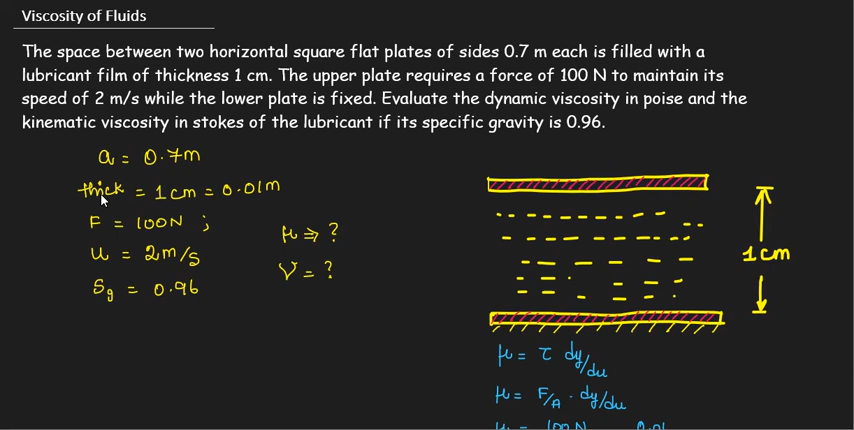 Viscosity of Fluids
The space between two horizontal square flat plates of sides 0.7 m each is filled with a
lubricant film of thickness 1 cm. The upper plate requires a force of 100 N to maintain its
speed of 2 m/s while the lower plate is fixed. Evaluate the dynamic viscosity in poise and the
kinematic viscosity in stokes of the lubricant if its specific gravity is 0.96.
a = 0.7m
thick = 1 cm = 0.01m
F = 100N ;
u = 2m/s
Sg = 0.96
μ ⇒ ?
ν = ?
1 cm
μ = τ dy/du
μ = F/A . dy/du
μ = 100N 0.01